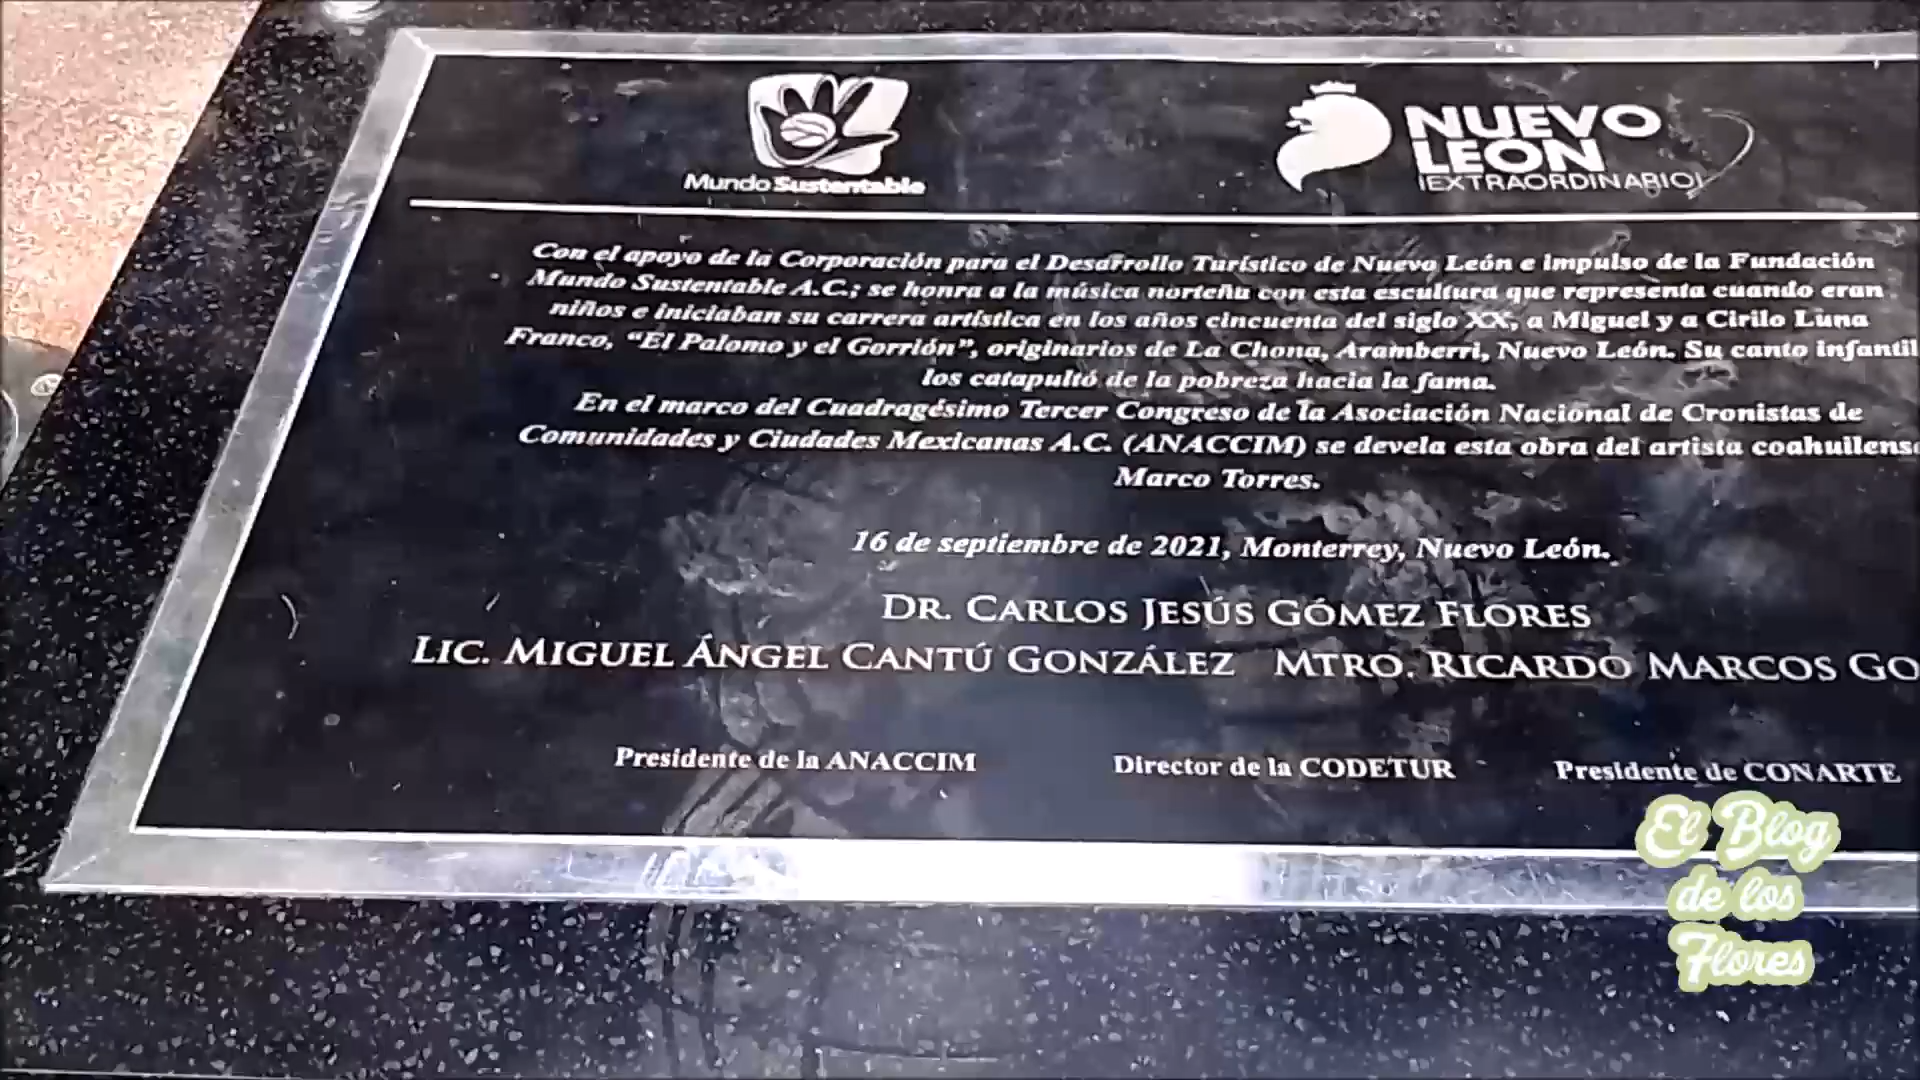 Mundo Sustentable
NUEVO
LEON
¡EXTRAORDINARIO!
Con el apoyo de la Corporación para el Desarrollo Turístico de Nuevo León e impulso de la Fundación
Mundo Sustentable A.C.; se honra a la música norteña con esta escultura que representa cuando eran
niños e iniciaban su carrera artística en los años cincuenta del siglo XX, a Miguel y a Cirilo Luna
Franco, “El Palomo y el Gorrión”, originarios de La Chona, Aramberri, Nuevo León. Su canto infantil
los catapultó de la pobreza hacia la fama.
En el marco del Cuadragésimo Tercer Congreso de la Asociación Nacional de Cronistas de
Comunidades y Ciudades Mexicanas A.C. (ANACCIM) se devela esta obra del artista coahuilense
Marco Torres.
16 de septiembre de 2021, Monterrey, Nuevo León.
DR. CARLOS JESÚS GÓMEZ FLORES
LIC. MIGUEL ÁNGEL CANTÚ GONZÁLEZ MTRO. RICARDO MARCOS GO
Presidente de la ANACCIM Director de la CODETUR Presidente de CONARTE
El Blog
de los
Flores